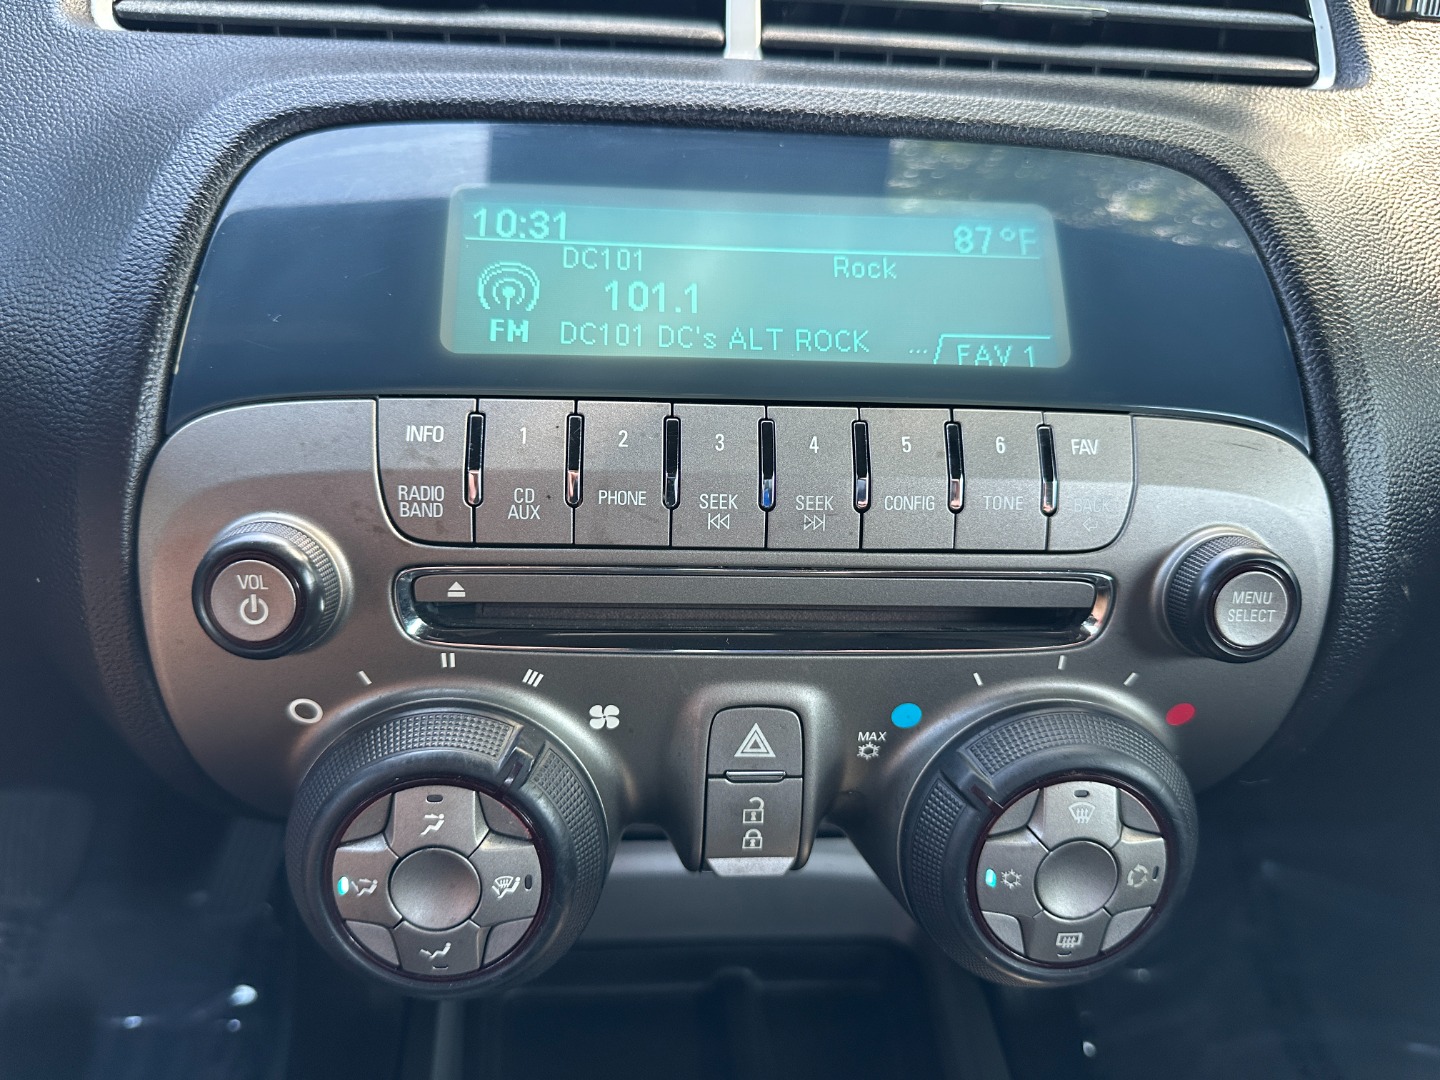 10:31 87°F
DC101 Rock
101.1
FM DC101 DC's ALT ROCK ... FAV 1
INFO 1 2 3 4 5 6 FAV
RADIO BAND CD AUX PHONE SEEK SEEK CONFIG TONE BACK
VOL
MENU
SELECT
MAX